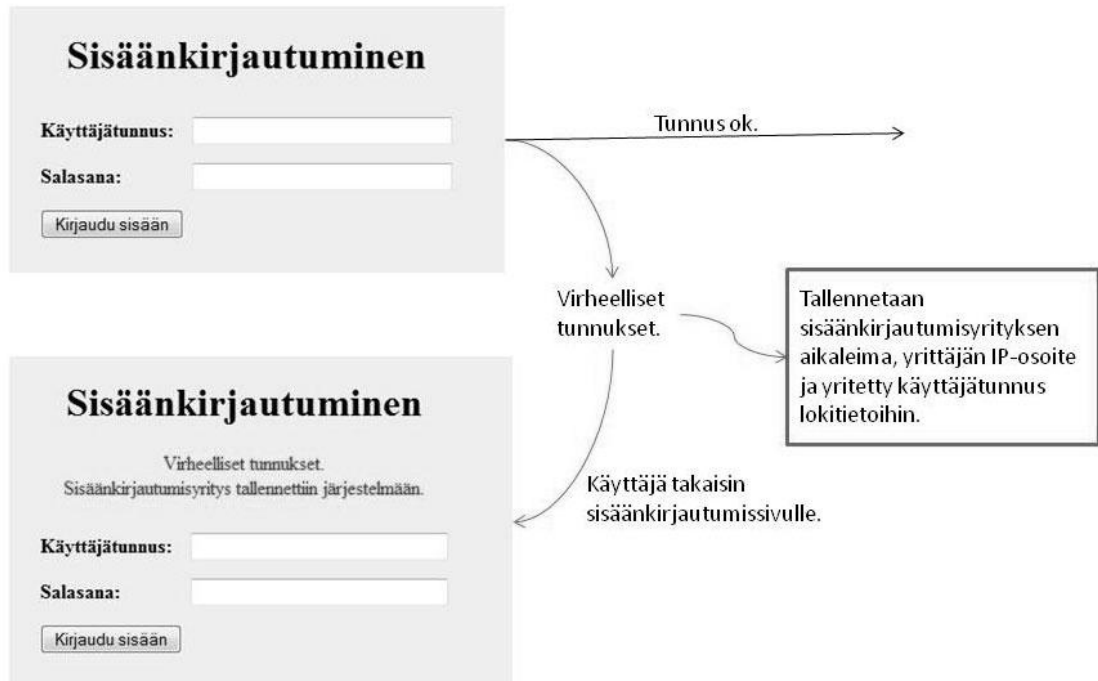 Sisäänkirjautuminen
Käyttäjätunnus:
Salasana:
Kirjaudu sisään
Tunnus ok.
Virheelliset
tunnukset.
Tallennetaan
sisäänkirjautumisyrityksen
aikaleima, yrittäjän IP-osoite
ja yritetty käyttäjätunnus
lokitietoihin.
Käyttäjä takaisin
sisäänkirjautumissivulle.
Sisäänkirjautuminen
Virheelliset tunnukset.
Sisäänkirjautumisyritys tallennettiin järjestelmään.
Käyttäjätunnus:
Salasana:
Kirjaudu sisään